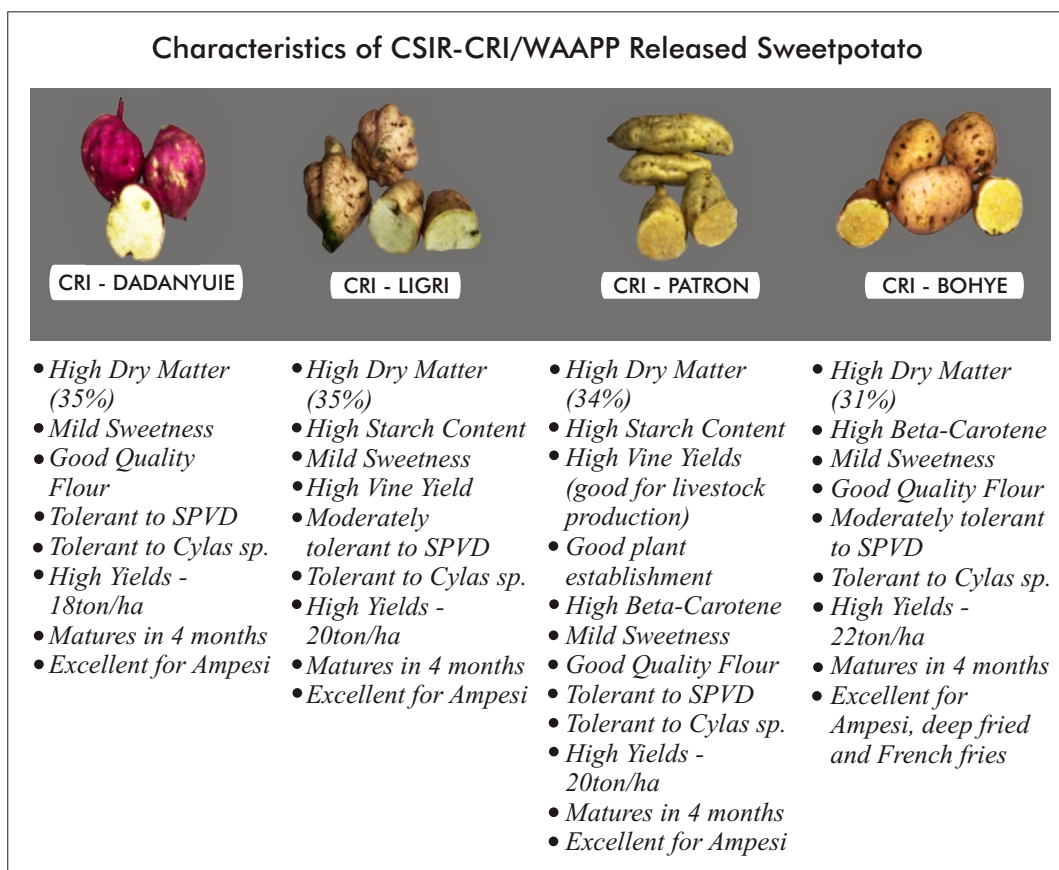 Characteristics of CSIR-CRI/WAAPP Released Sweetpotato
CRI - DADANYUIE
CRI - LIGRI
CRI - PATRON
CRI - BOHYE
• High Dry Matter
(35%)
• Mild Sweetness
• Good Quality
Flour
• Tolerant to SPVD
• Tolerant to Cylas sp.
• High Yields -
18ton/ha
• Matures in 4 months
• Excellent for Ampesi
• High Dry Matter
(35%)
• High Starch Content
• Mild Sweetness
• High Vine Yield
• Moderately
tolerant to SPVD
• Tolerant to Cylas sp.
• High Yields -
20ton/ha
• Matures in 4 months
• Excellent for Ampesi
• High Dry Matter
(34%)
• High Starch Content
• High Vine Yields
(good for livestock
production)
• Good plant
establishment
• High Beta-Carotene
• Mild Sweetness
• Good Quality Flour
• Tolerant to SPVD
• Tolerant to Cylas sp.
• High Yields -
20ton/ha
• Matures in 4 months
• Excellent for Ampesi
• High Dry Matter
(31%)
• High Beta-Carotene
• Mild Sweetness
• Good Quality Flour
• Moderately tolerant
to SPVD
• Tolerant to Cylas sp.
• High Yields -
22ton/ha
• Matures in 4 months
• Excellent for
Ampesi, deep fried
and French fries